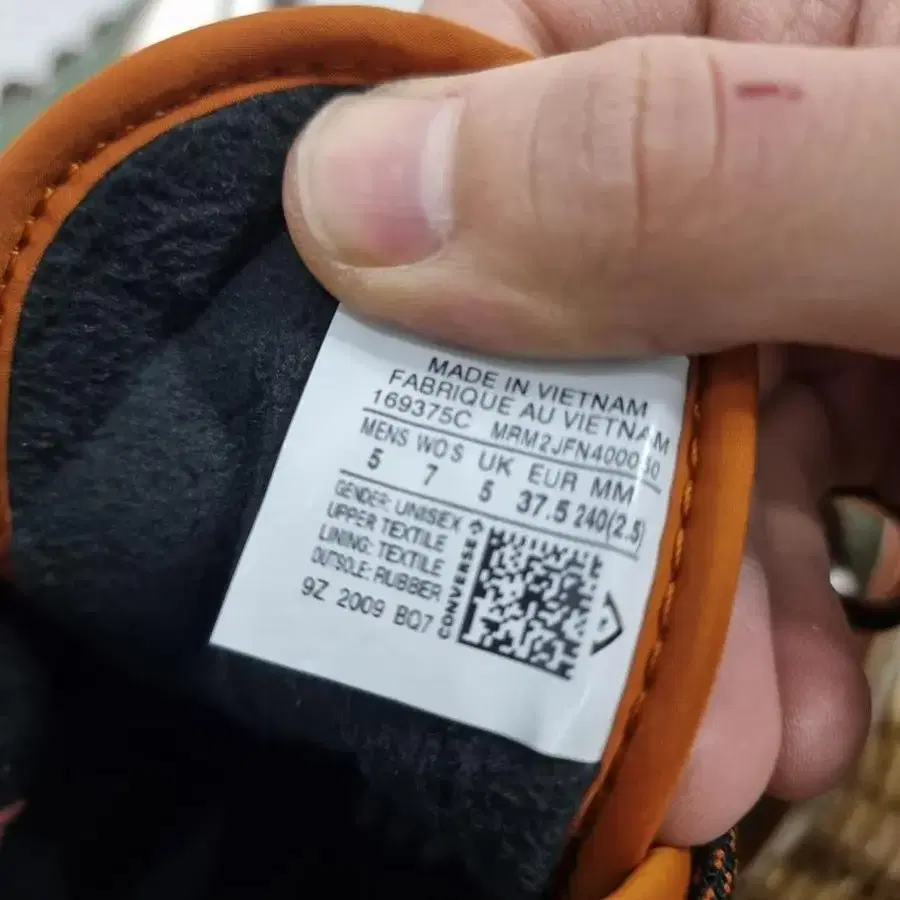 MADE IN VIETNAM
FABRIQUE AU VIETNAM
169375C MRM2JFN4000
MENS WOS UK EUR MM
5 7 5 37.5 240(2.5)
GENDER: UNISEX
UPPER TEXTILE
LINING: TEXTILE
OUTSOLE: RUBBER
9Z 2009 BQ7
CONVERSE